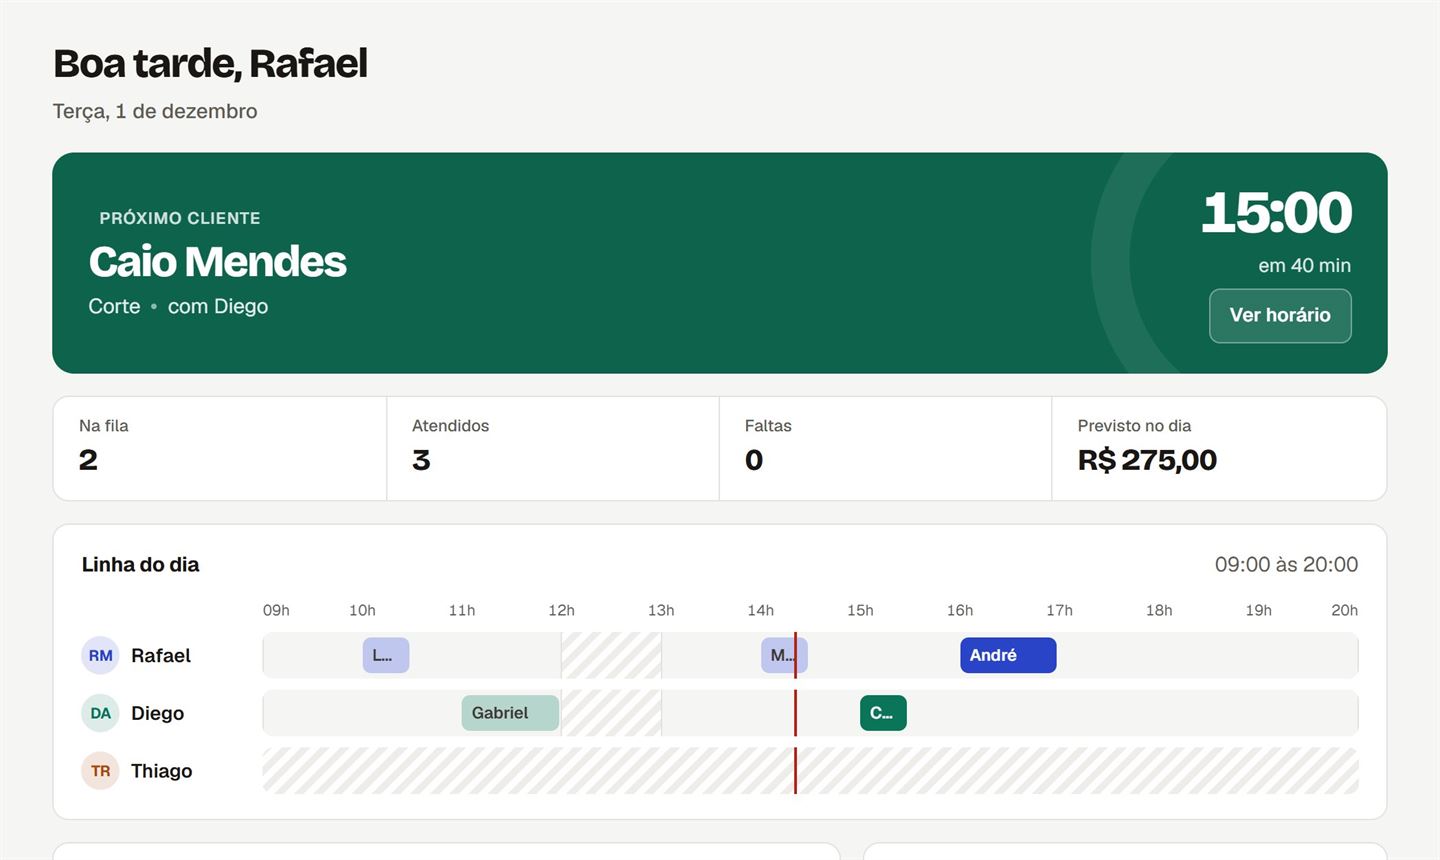 Boa tarde, Rafael
Terça, 1 de dezembro
PRÓXIMO CLIENTE
Caio Mendes
Corte • com Diego
15:00
em 40 min
Ver horário
Na fila
2
Atendidos
3
Faltas
0
Previsto no dia
R$ 275,00
Linha do dia
09:00 às 20:00
09h 10h 11h 12h 13h 14h 15h 16h 17h 18h 19h 20h
RM Rafael L... M... André
DA Diego Gabriel C...
TR Thiago